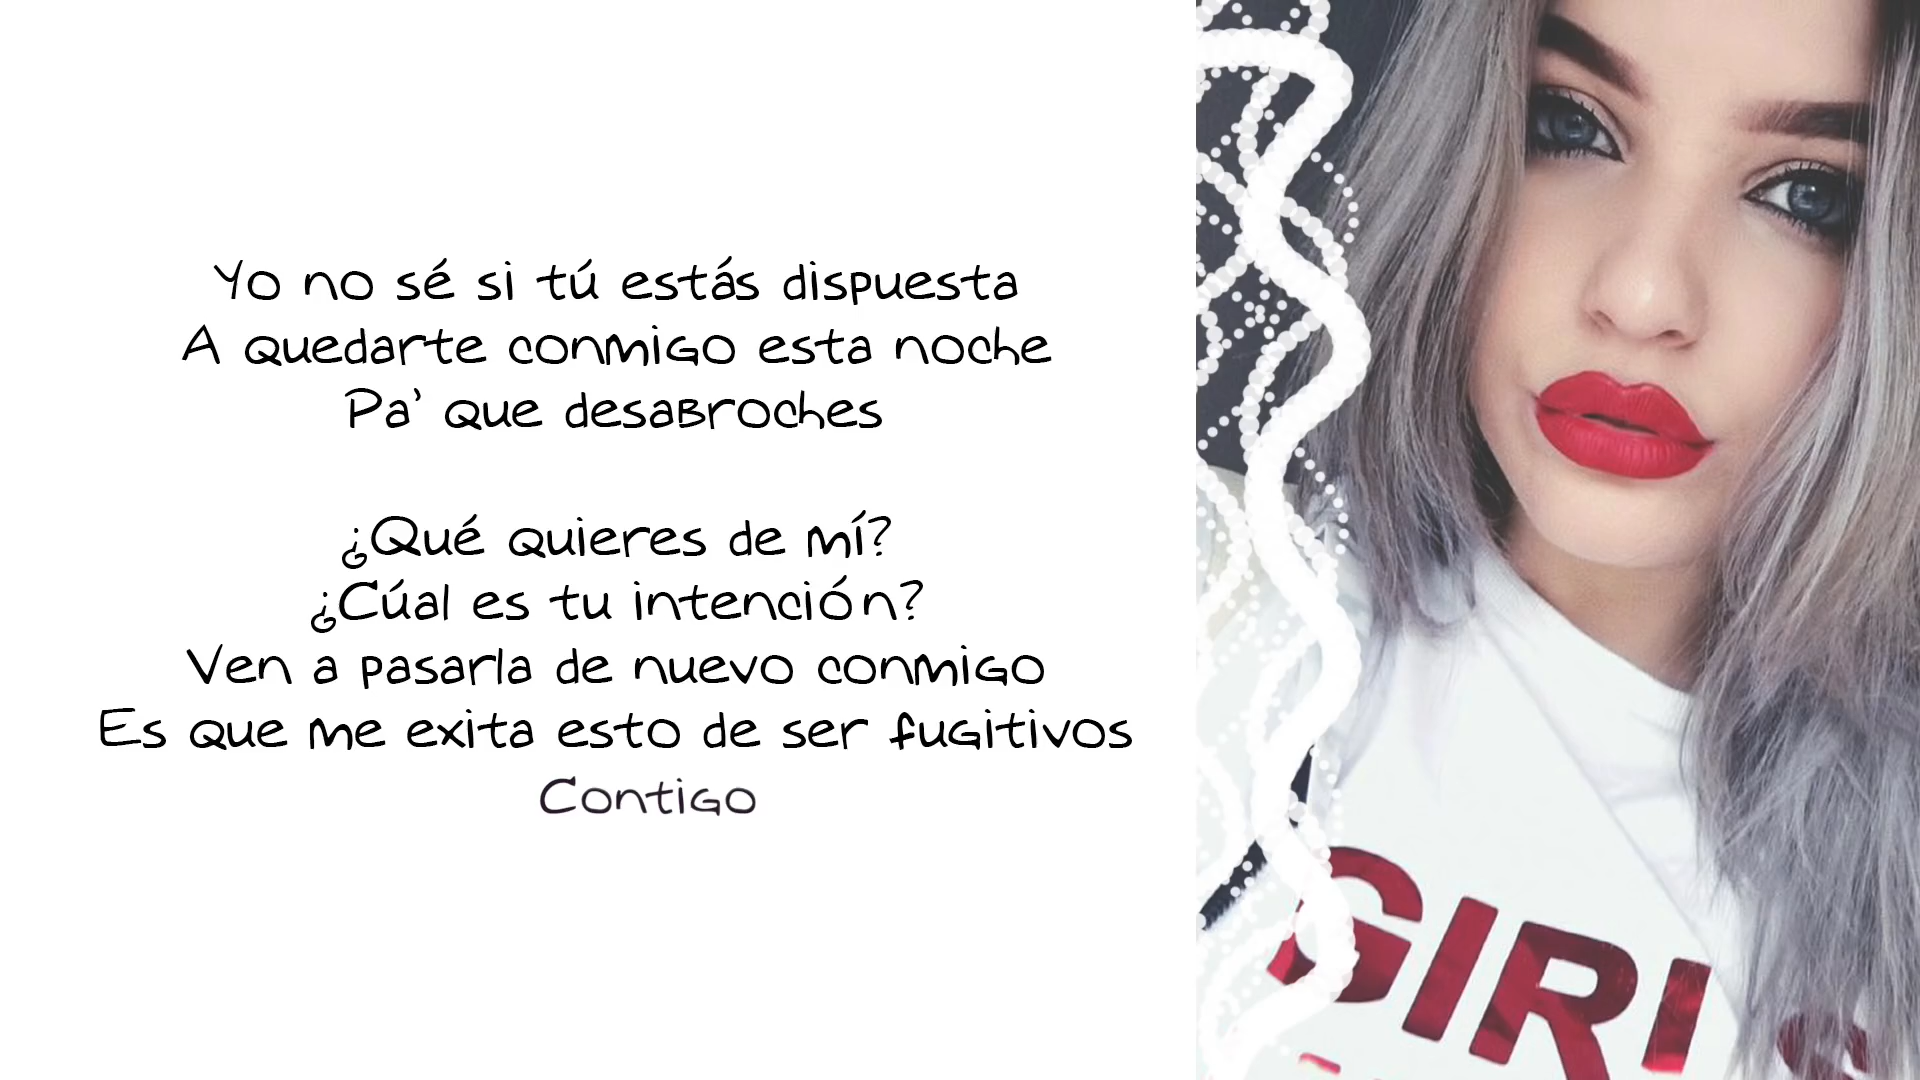 Yo no sé si tú estás dispuesta
A quedarte conmigo esta noche
Pa' que desabroches
¿Qué quieres de mí?
¿Cúal es tu intención?
Ven a pasarla de nuevo conmigo
Es que me exita esto de ser fugitivos
Contigo
GIRLS